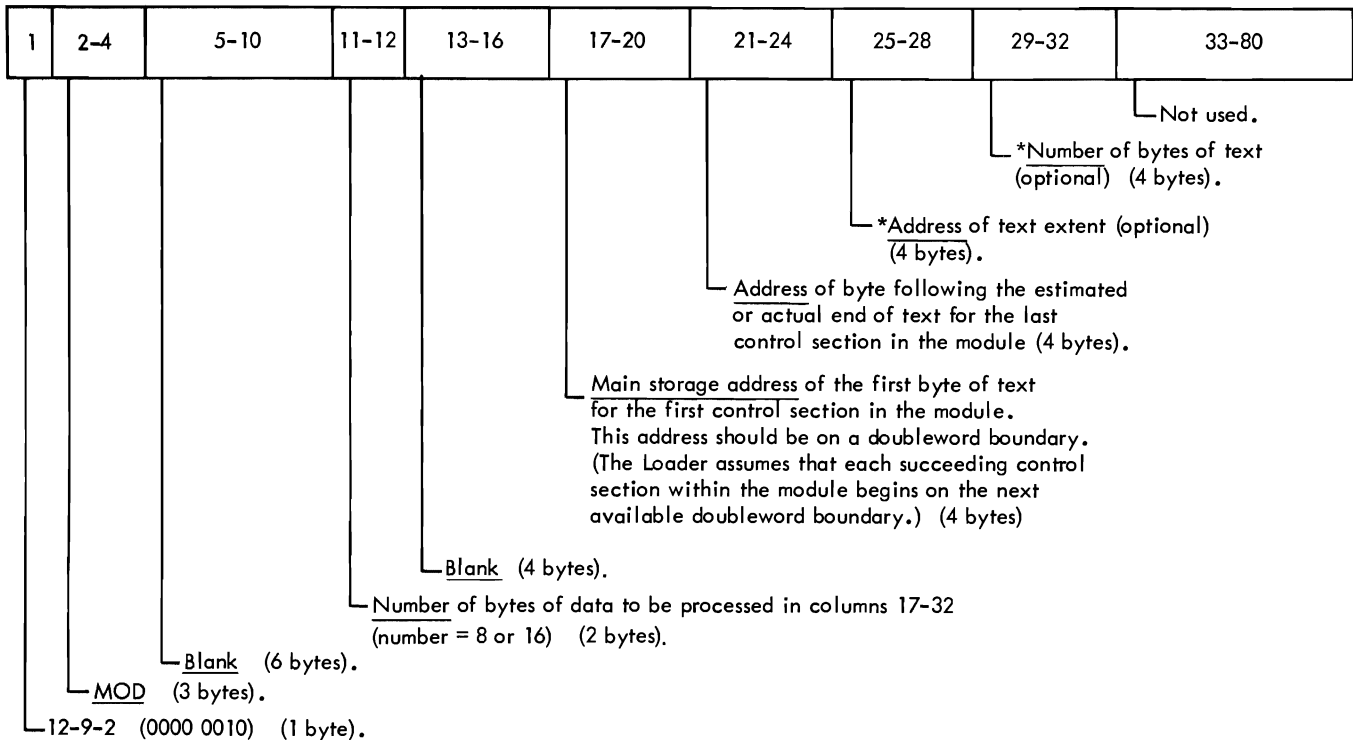 1 2-4 5-10 11-12 13-16 17-20 21-24 25-28 29-32 33-80
Not used.
*Number of bytes of text
(optional) (4 bytes).
*Address of text extent (optional)
(4 bytes).
Address of byte following the estimated
or actual end of text for the last
control section in the module (4 bytes).
Main storage address of the first byte of text
for the first control section in the module.
This address should be on a doubleword boundary.
(The Loader assumes that each succeeding control
section within the module begins on the next
available doubleword boundary.) (4 bytes)
Blank (4 bytes).
Number of bytes of data to be processed in columns 17-32
(number = 8 or 16) (2 bytes).
Blank (6 bytes).
MOD (3 bytes).
12-9-2 (0000 0010) (1 byte).